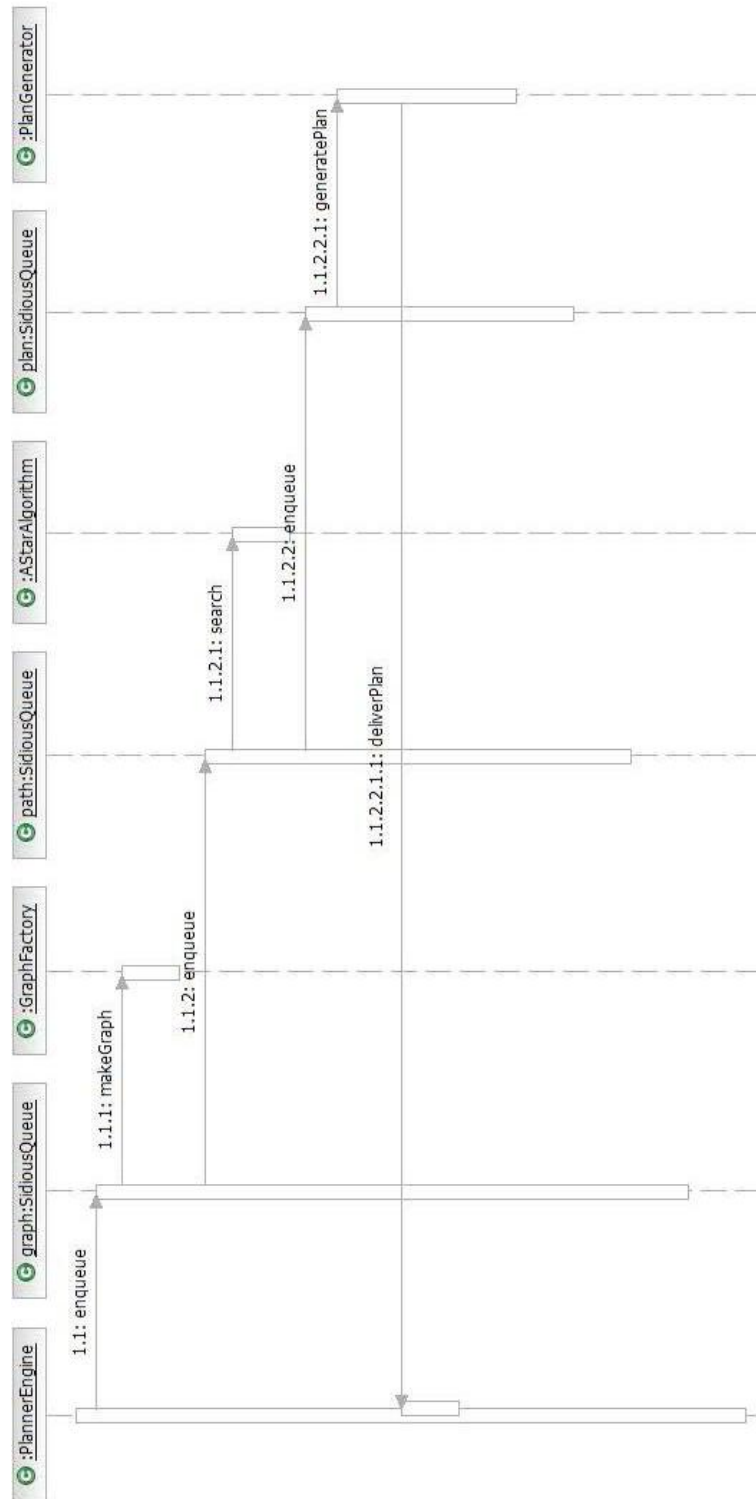 :PlannerEngine
graph:SidiousQueue
:GraphFactory
path:SidiousQueue
:AStarAlgorithm
plan:SidiousQueue
:PlanGenerator
1.1: enqueue
1.1.1: makeGraph
1.1.2: enqueue
1.1.2.1: search
1.1.2.2: enqueue
1.1.2.2.1: generatePlan
1.1.2.2.1.1: deliverPlan